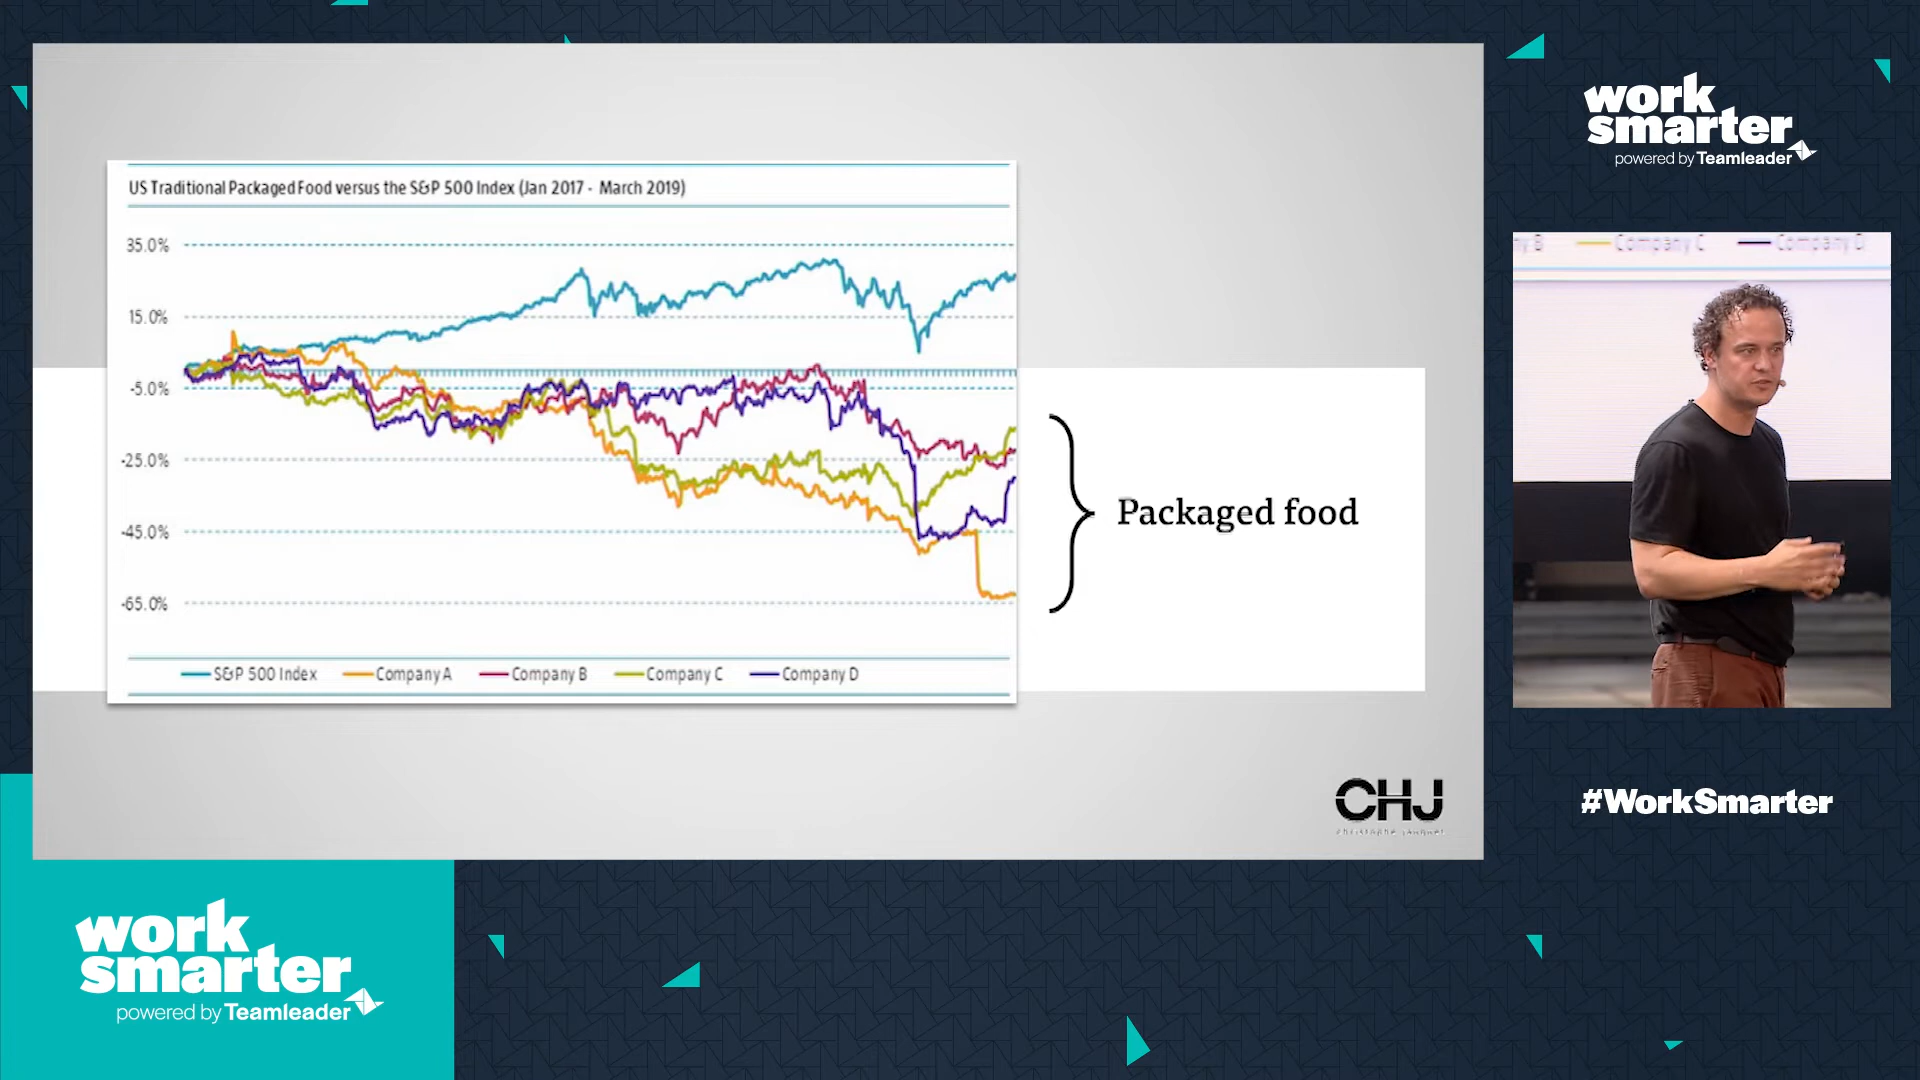 US Traditional Packaged Food versus the S&P 500 Index (Jan 2017 - March 2019)
35.0%
15.0%
-5.0%
-25.0%
-45.0%
-65.0%
S&P 500 Index Company A Company B Company C Company D
Packaged food
CHJ
work
smarter
powered by Teamleader
Company C Company D
#WorkSmarter
work
smarter
powered by Teamleader